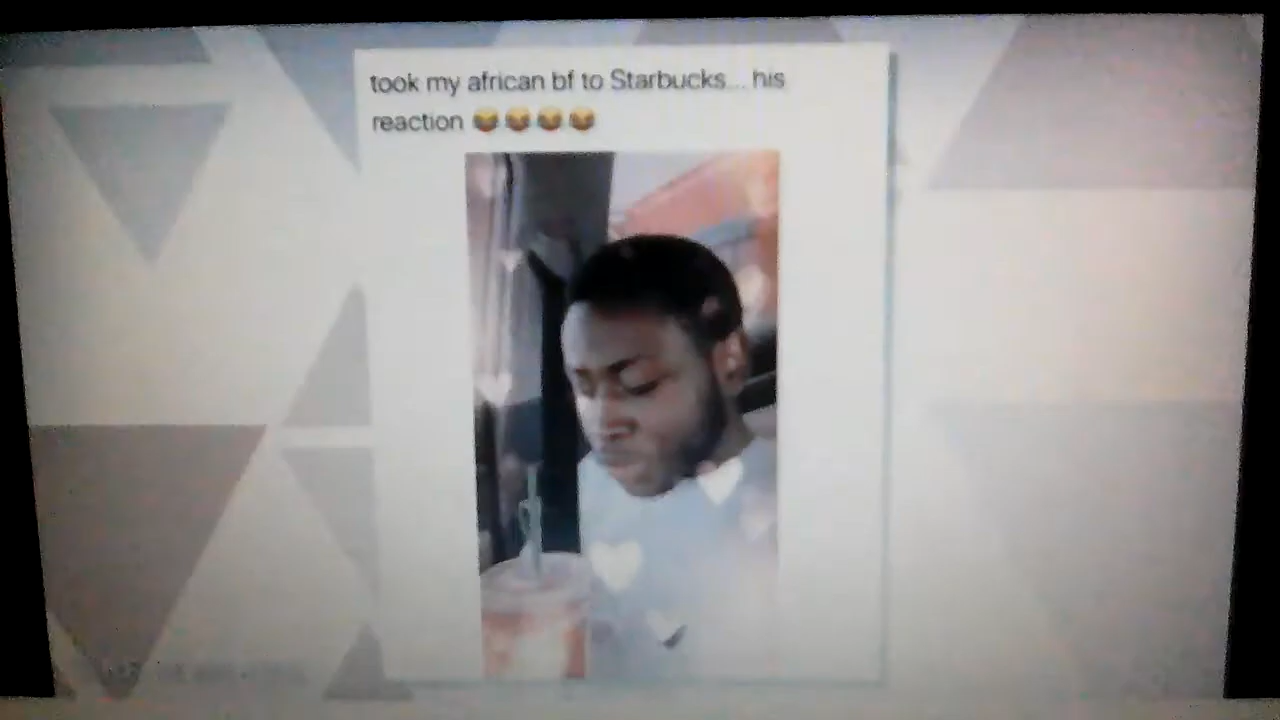 took my african bf to Starbucks... his
reaction 😂😂😂😂